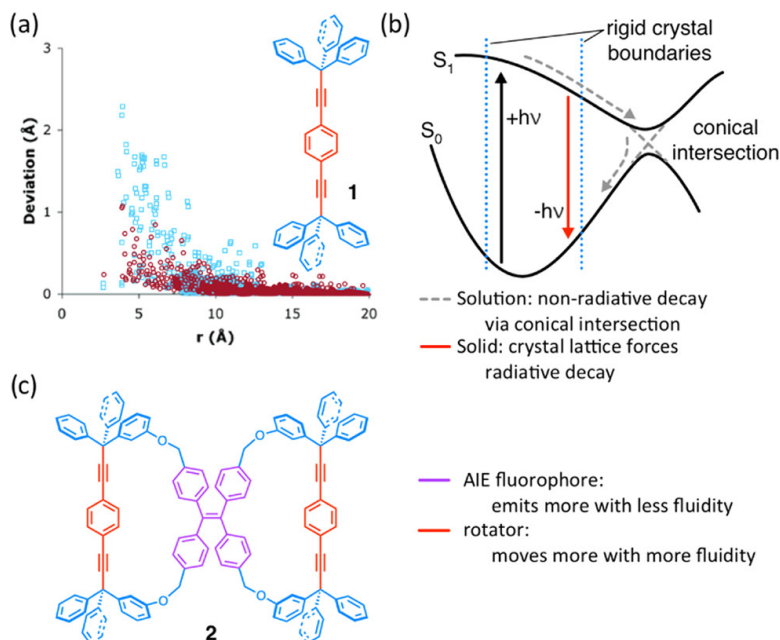 (a)
3
2
1
0
Deviation (Å)
0
5
10
15
20
r (Å)
1
(b)
rigid crystal
boundaries
S1
S0
+hν
-hν
conical
intersection
Solution: non-radiative decay
via conical intersection
Solid: crystal lattice forces
radiative decay
(c)
O
O
O
O
2
AIE fluorophore:
emits more with less fluidity
rotator:
moves more with more fluidity